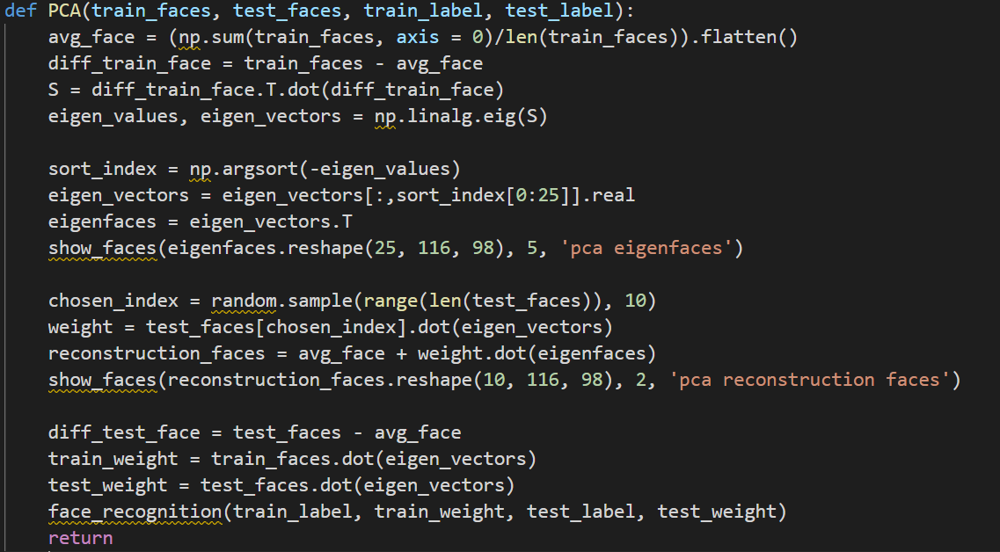 def PCA(train_faces, test_faces, train_label, test_label):
    avg_face = (np.sum(train_faces, axis = 0)/len(train_faces)).flatten()
    diff_train_face = train_faces - avg_face
    S = diff_train_face.T.dot(diff_train_face)
    eigen_values, eigen_vectors = np.linalg.eig(S)

    sort_index = np.argsort(-eigen_values)
    eigen_vectors = eigen_vectors[:,sort_index[0:25]].real
    eigenfaces = eigen_vectors.T
    show_faces(eigenfaces.reshape(25, 116, 98), 5, 'pca eigenfaces')

    chosen_index = random.sample(range(len(test_faces)), 10)
    weight = test_faces[chosen_index].dot(eigen_vectors)
    reconstruction_faces = avg_face + weight.dot(eigenfaces)
    show_faces(reconstruction_faces.reshape(10, 116, 98), 2, 'pca reconstruction faces')

    diff_test_face = test_faces - avg_face
    train_weight = train_faces.dot(eigen_vectors)
    test_weight = test_faces.dot(eigen_vectors)
    face_recognition(train_label, train_weight, test_label, test_weight)
    return